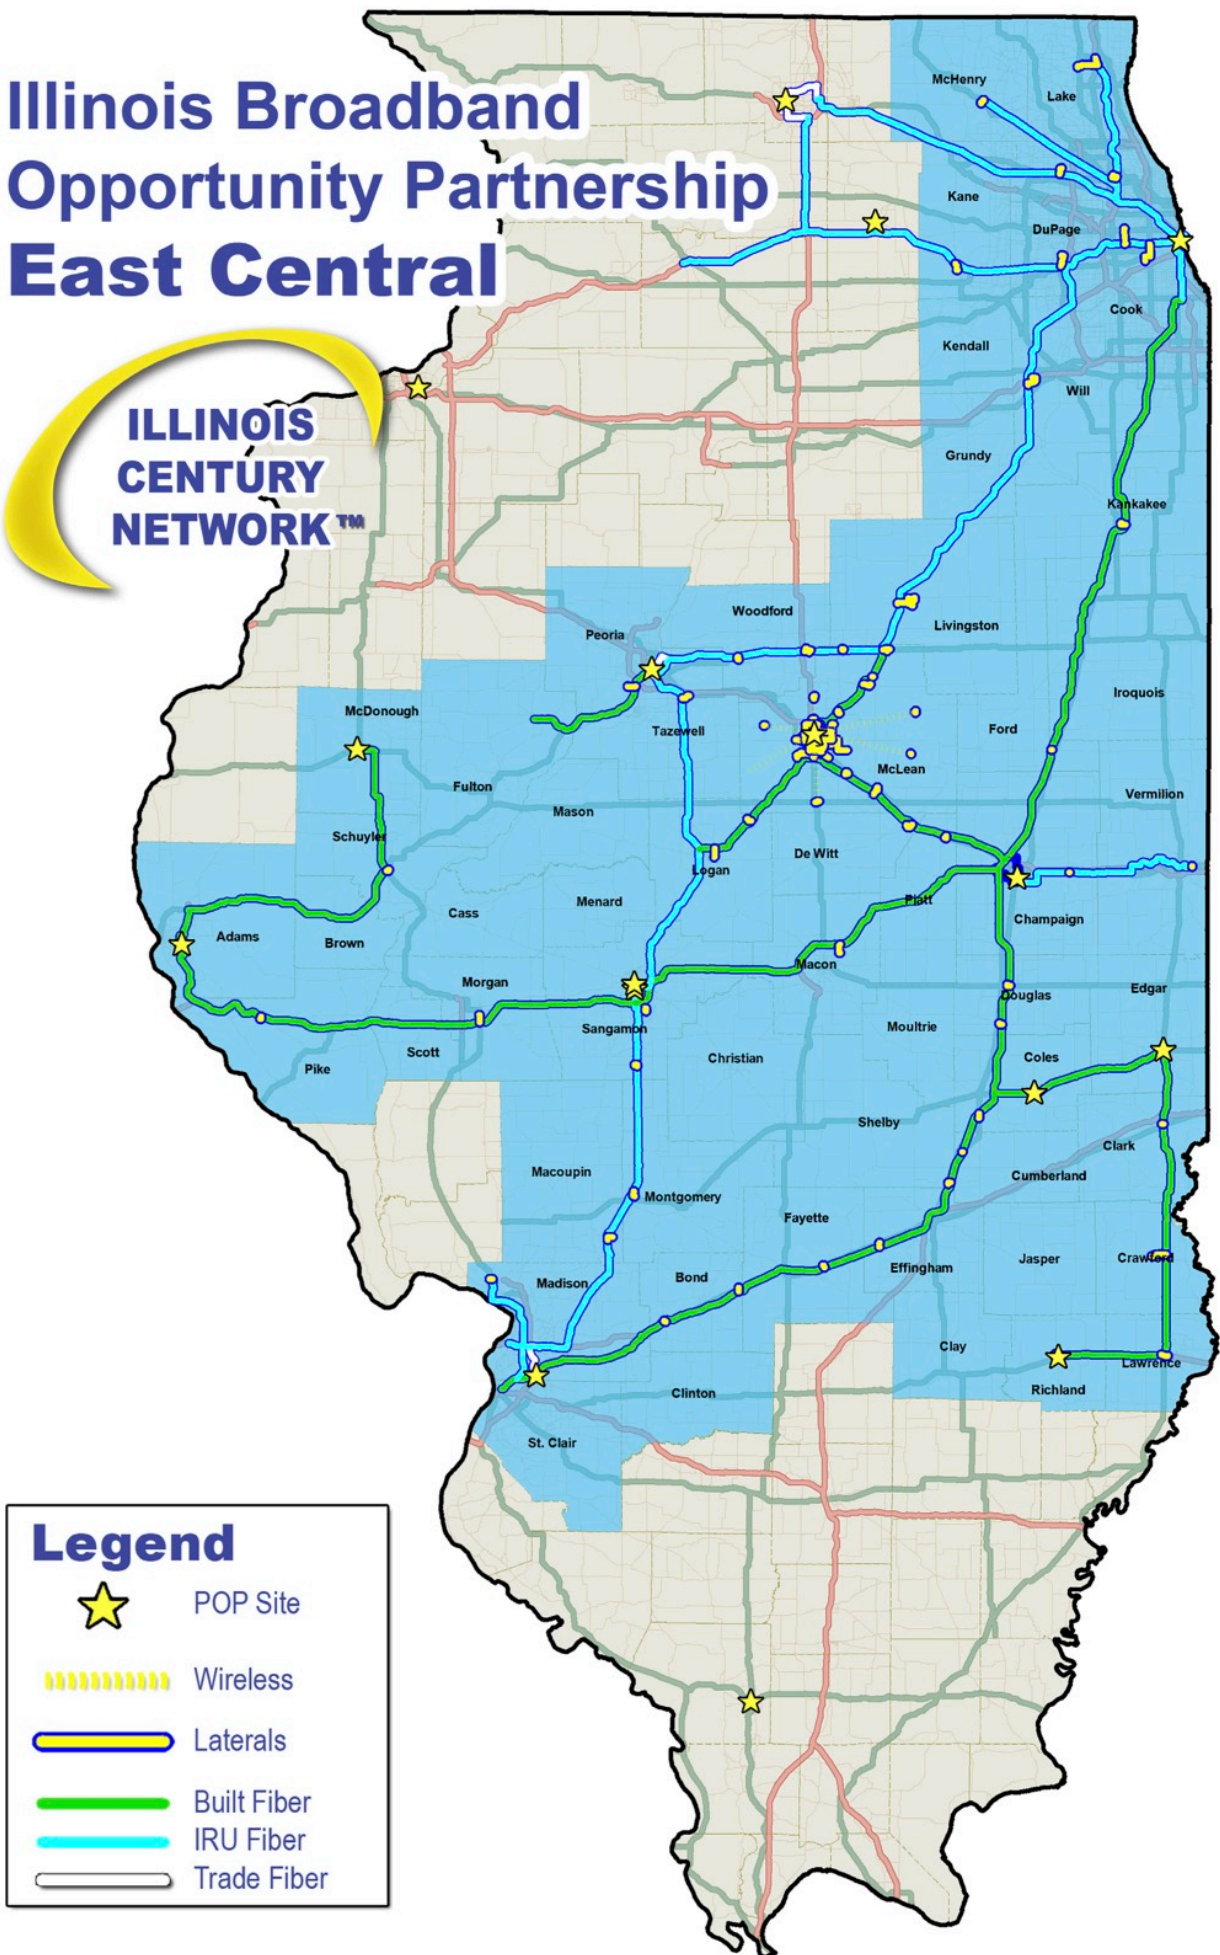 Illinois Broadband
Opportunity Partnership
East Central
ILLINOIS
CENTURY
NETWORK™
McHenry
Lake
Kane
DuPage
Cook
Kendall
Will
Grundy
Kankakee
Woodford
Livingston
Peoria
Iroquois
McDonough
Tazewell
Ford
McLean
Fulton
Vermilion
Mason
Schuyler
De Witt
Logan
Piatt
Menard
Cass
Champaign
Adams
Brown
Macon
Morgan
Edgar
Douglas
Sangamon
Moultrie
Scott
Christian
Coles
Pike
Shelby
Clark
Macoupin
Cumberland
Montgomery
Fayette
Jasper
Crawford
Effingham
Bond
Madison
Clay
Lawrence
Richland
Clinton
St. Clair
Legend
POP Site
Wireless
Laterals
Built Fiber
IRU Fiber
Trade Fiber